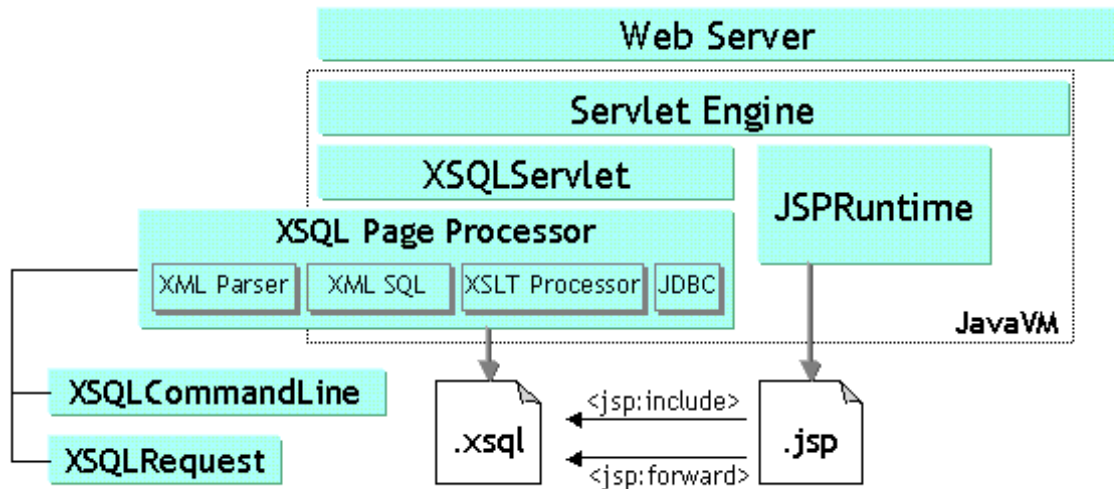 Web Server
Servlet Engine
XSQLServlet
JSPRuntime
XSQL Page Processor
XML Parser
XML SQL
XSLT Processor
JDBC
JavaVM
XSQLCommandLine
XSQLRequest
.xsql
<jsp:include>
<jsp:forward>
.jsp